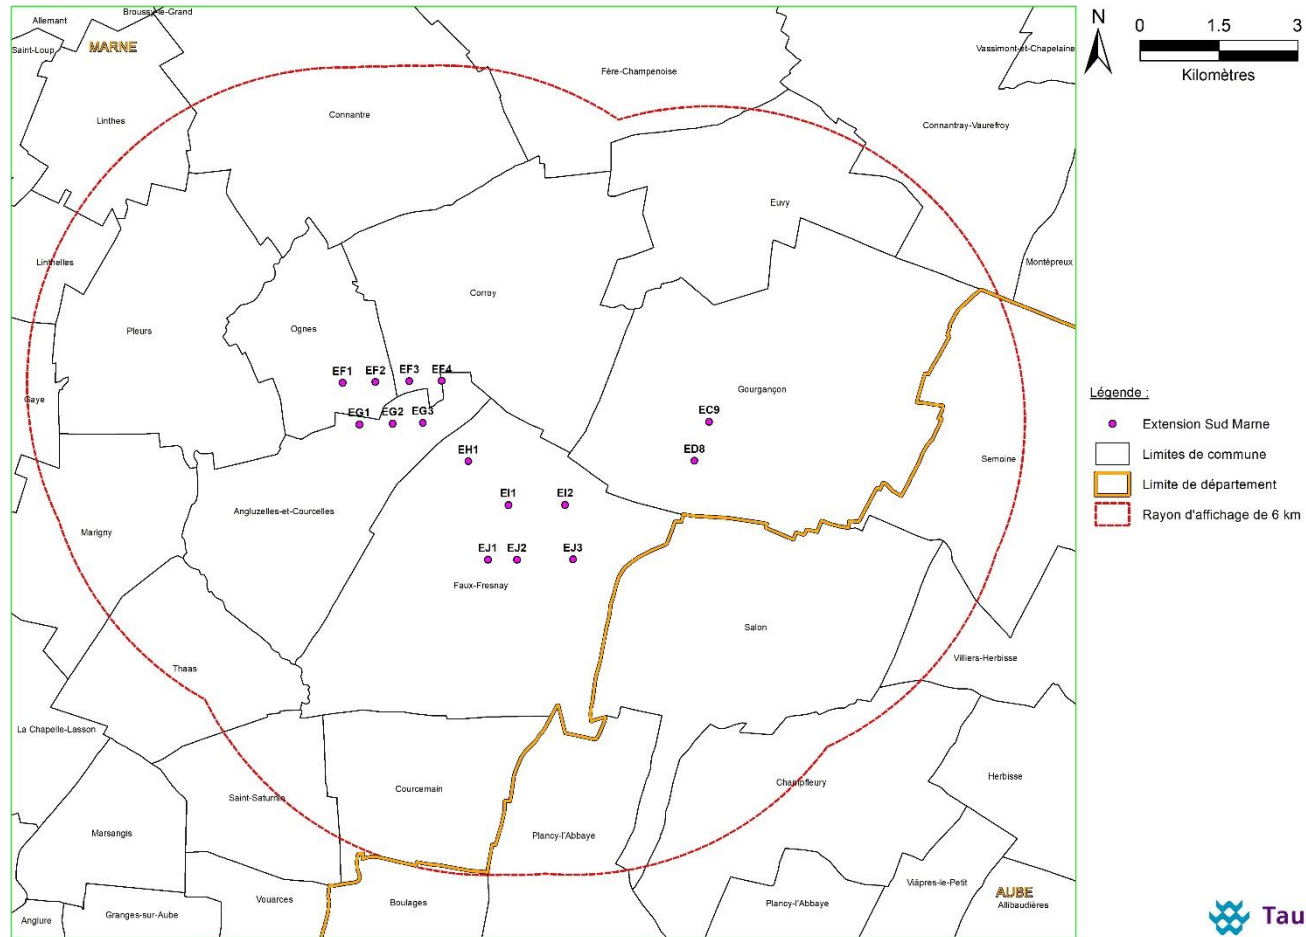 Broussy-le-Grand
Allemant
Saint-Loup
MARNE
Vassimont-et-Chapelaine
Fère-Champenoise
Linthes
Connantre
Connantray-Vaurefroy
Euvy
Linthelles
Montépreux
Corroy
Pleurs
Ognes
EF1
EF2
EF3
EF4
Gourgançon
Gaye
EG1
EG2
EG3
EC9
EH1
ED8
Semoine
EI1
EI2
Angluzelles-et-Courcelles
Marigny
EJ1
EJ2
EJ3
Faux-Fresnay
Salon
Thaas
Villiers-Herbisse
La Chapelle-Lasson
Courcemain
Champfleury
Herbisse
Saint-Saturnin
Marsangis
Plancy-l'Abbaye
Viâpres-le-Petit
AUBE
Vouarces
Boulages
Plancy-l'Abbaye
Allibaudières
Granges-sur-Aube
Anglure
N
0 1.5 3
Kilomètres
Légende :
Extension Sud Marne
Limites de commune
Limite de département
Rayon d'affichage de 6 km
Tau